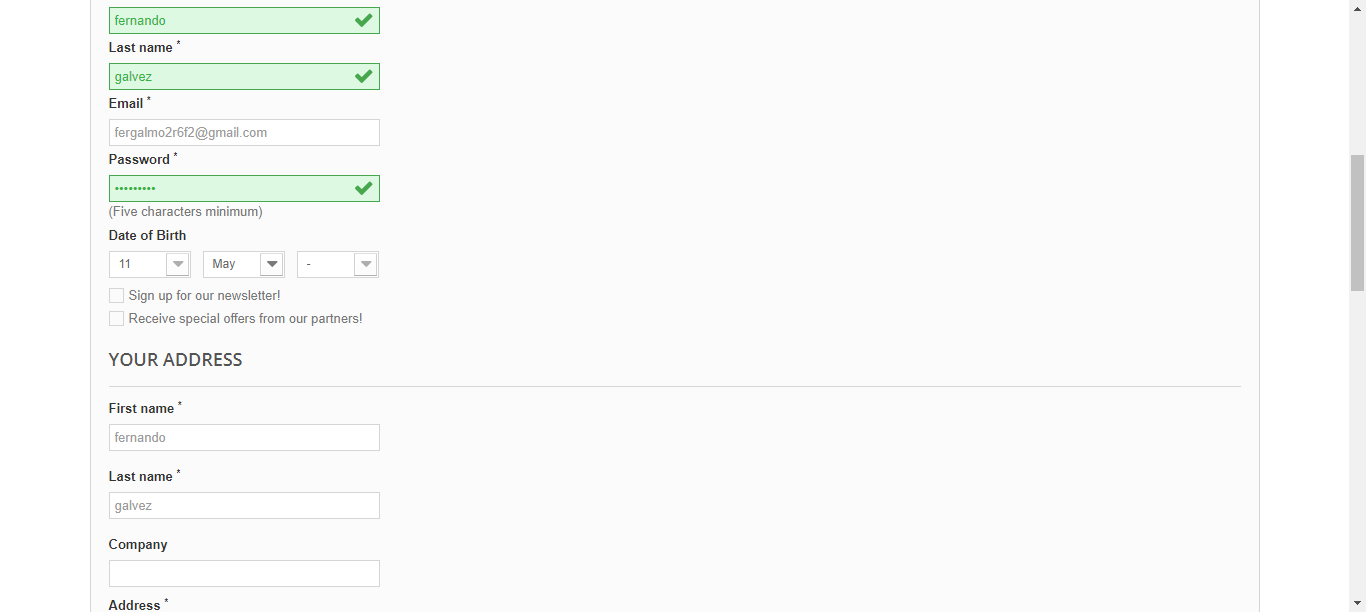 fernando
Last name *
galvez
Email *
fergalmo2r6f2@gmail.com
Password *
•••••••••
(Five characters minimum)
Date of Birth
11 May -
Sign up for our newsletter!
Receive special offers from our partners!
YOUR ADDRESS
First name *
fernando
Last name *
galvez
Company
Address *